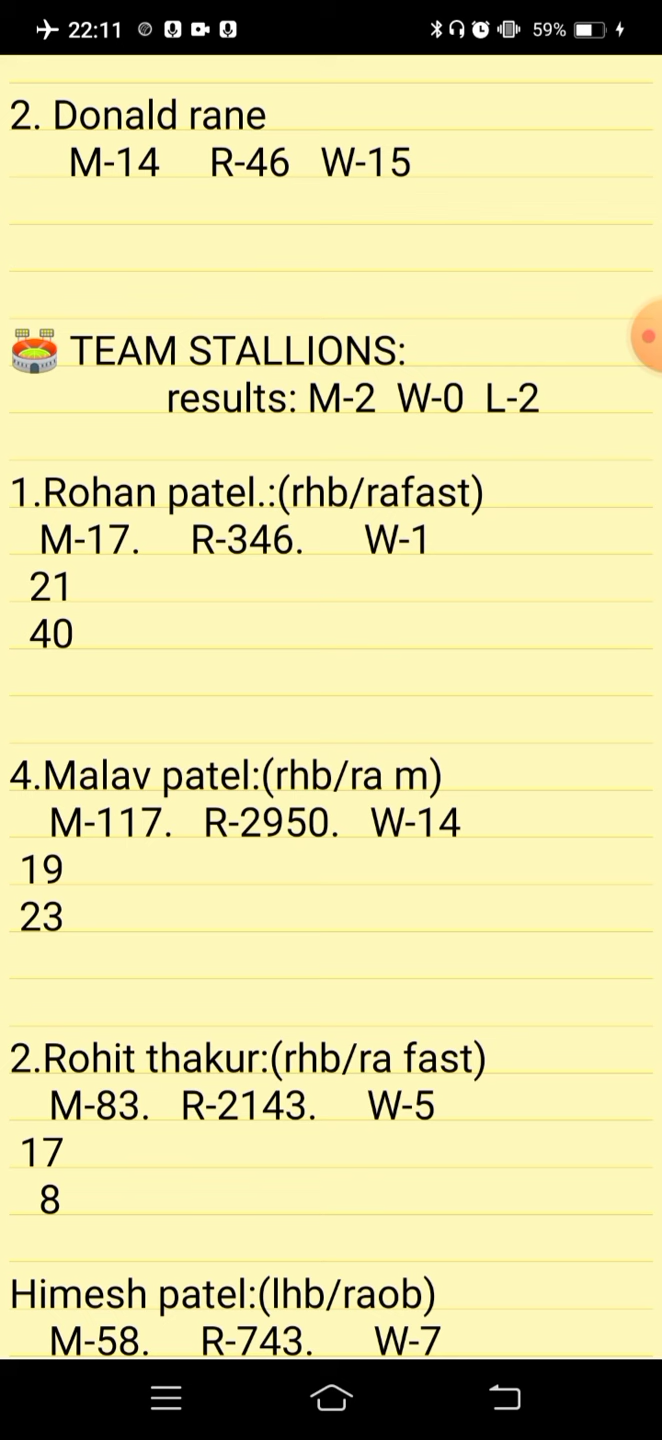 22:11 59%
2. Donald rane
M-14 R-46 W-15
TEAM STALLIONS:
results: M-2 W-0 L-2
1.Rohan patel.:(rhb/rafast)
M-17. R-346. W-1
21
40
4.Malav patel:(rhb/ra m)
M-117. R-2950. W-14
19
23
2.Rohit thakur:(rhb/ra fast)
M-83. R-2143. W-5
17
8
Himesh patel:(lhb/raob)
M-58. R-743. W-7